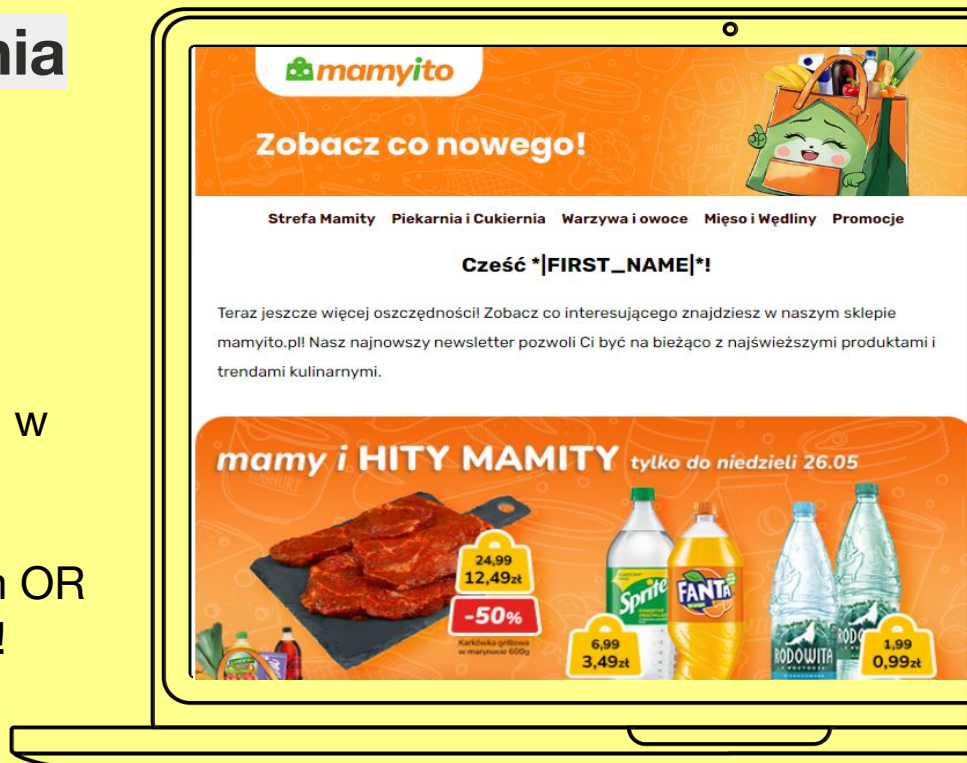 nia
w
OR
!
mamyito
Zobacz co nowego!
Strefa Mamity Piekarnia i Cukiernia Warzywa i owoce Mięso i Wędliny Promocje
Cześć *|FIRST_NAME|*!
Teraz jeszcze więcej oszczędności! Zobacz co interesującego znajdziesz w naszym sklepie
mamyito.pl! Nasz najnowszy newsletter pozwoli Ci być na bieżąco z najświeższymi produktami i
trendami kulinarnymi.
mamy i HITY MAMITY tylko do niedzieli 26.05
24,99
12,49zł
-50%
Karkówka grillowa
w marynacie 600g
Sprite
FANTA
6,99
3,49zł
RODOWITA
1,99
0,99zł